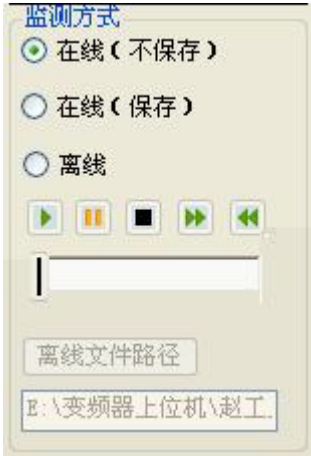 监测方式
在线(不保存)
在线(保存)
离线
离线文件路径
E:\变频器上位机\赵工